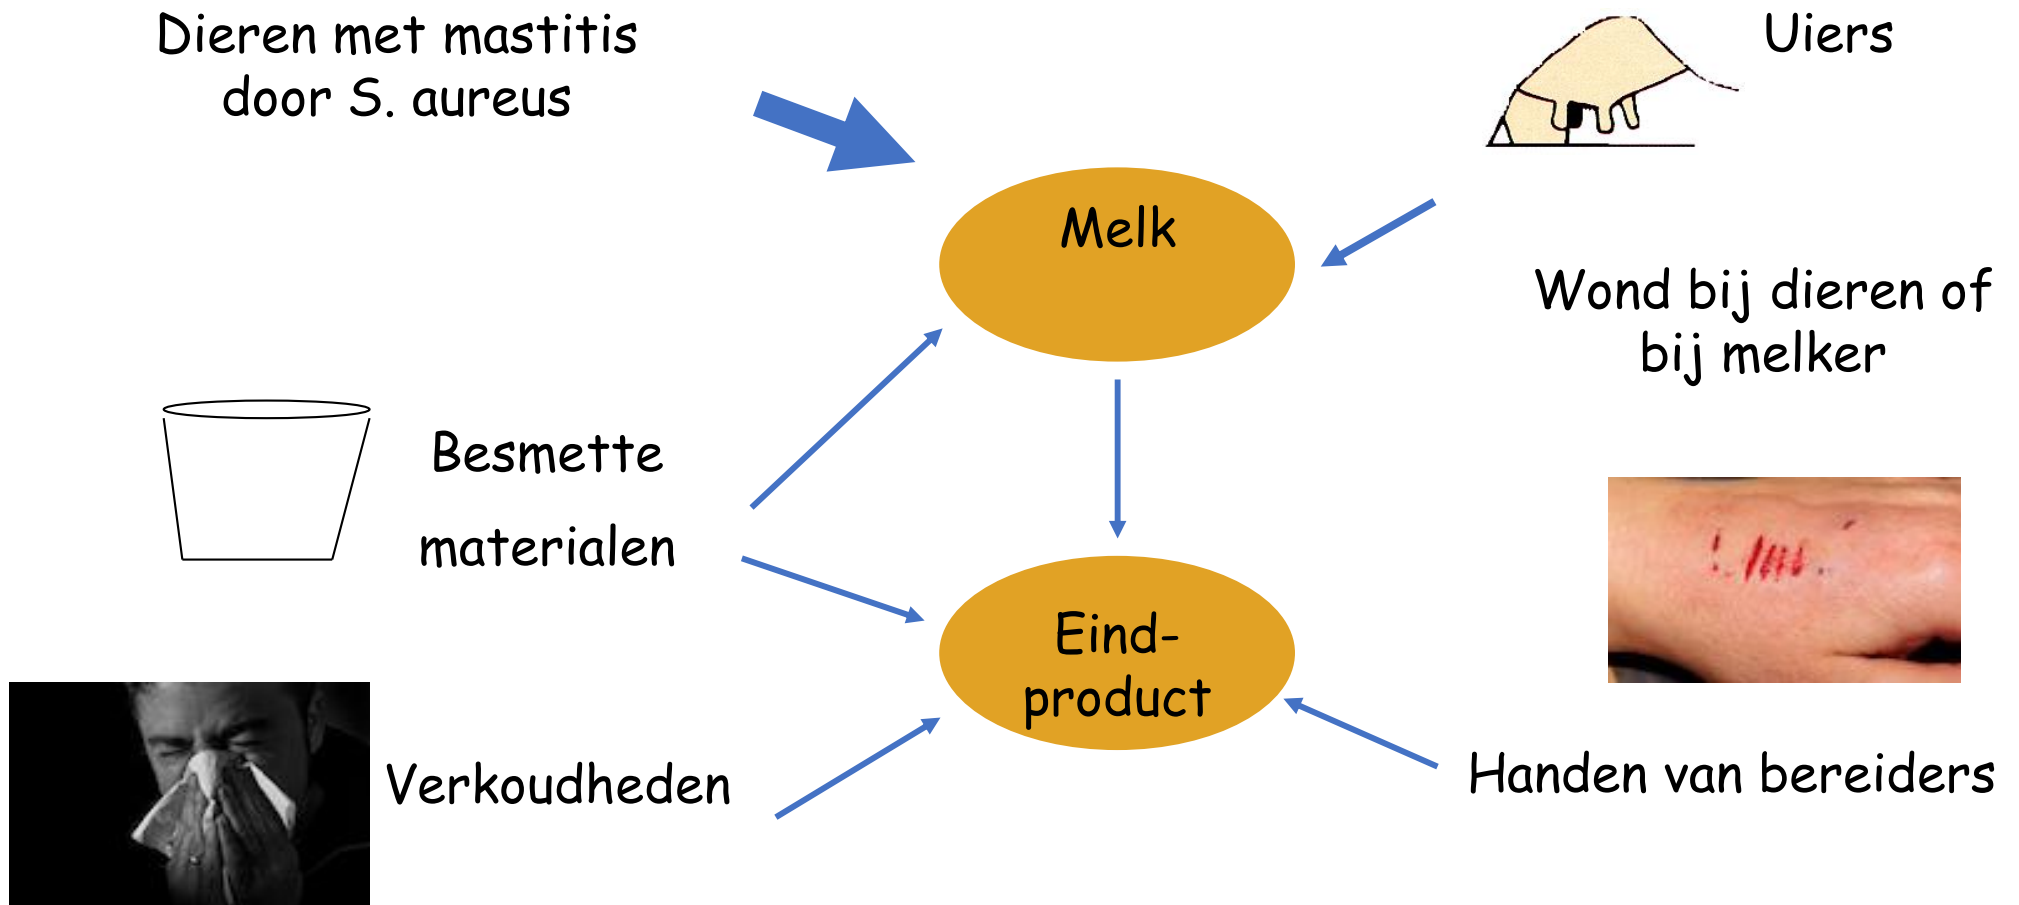 Dieren met mastitis
door S. aureus
Uiers
Melk
Wond bij dieren of
bij melker
Besmette
materialen
Eind-
product
Verkoudheden
Handen van bereiders